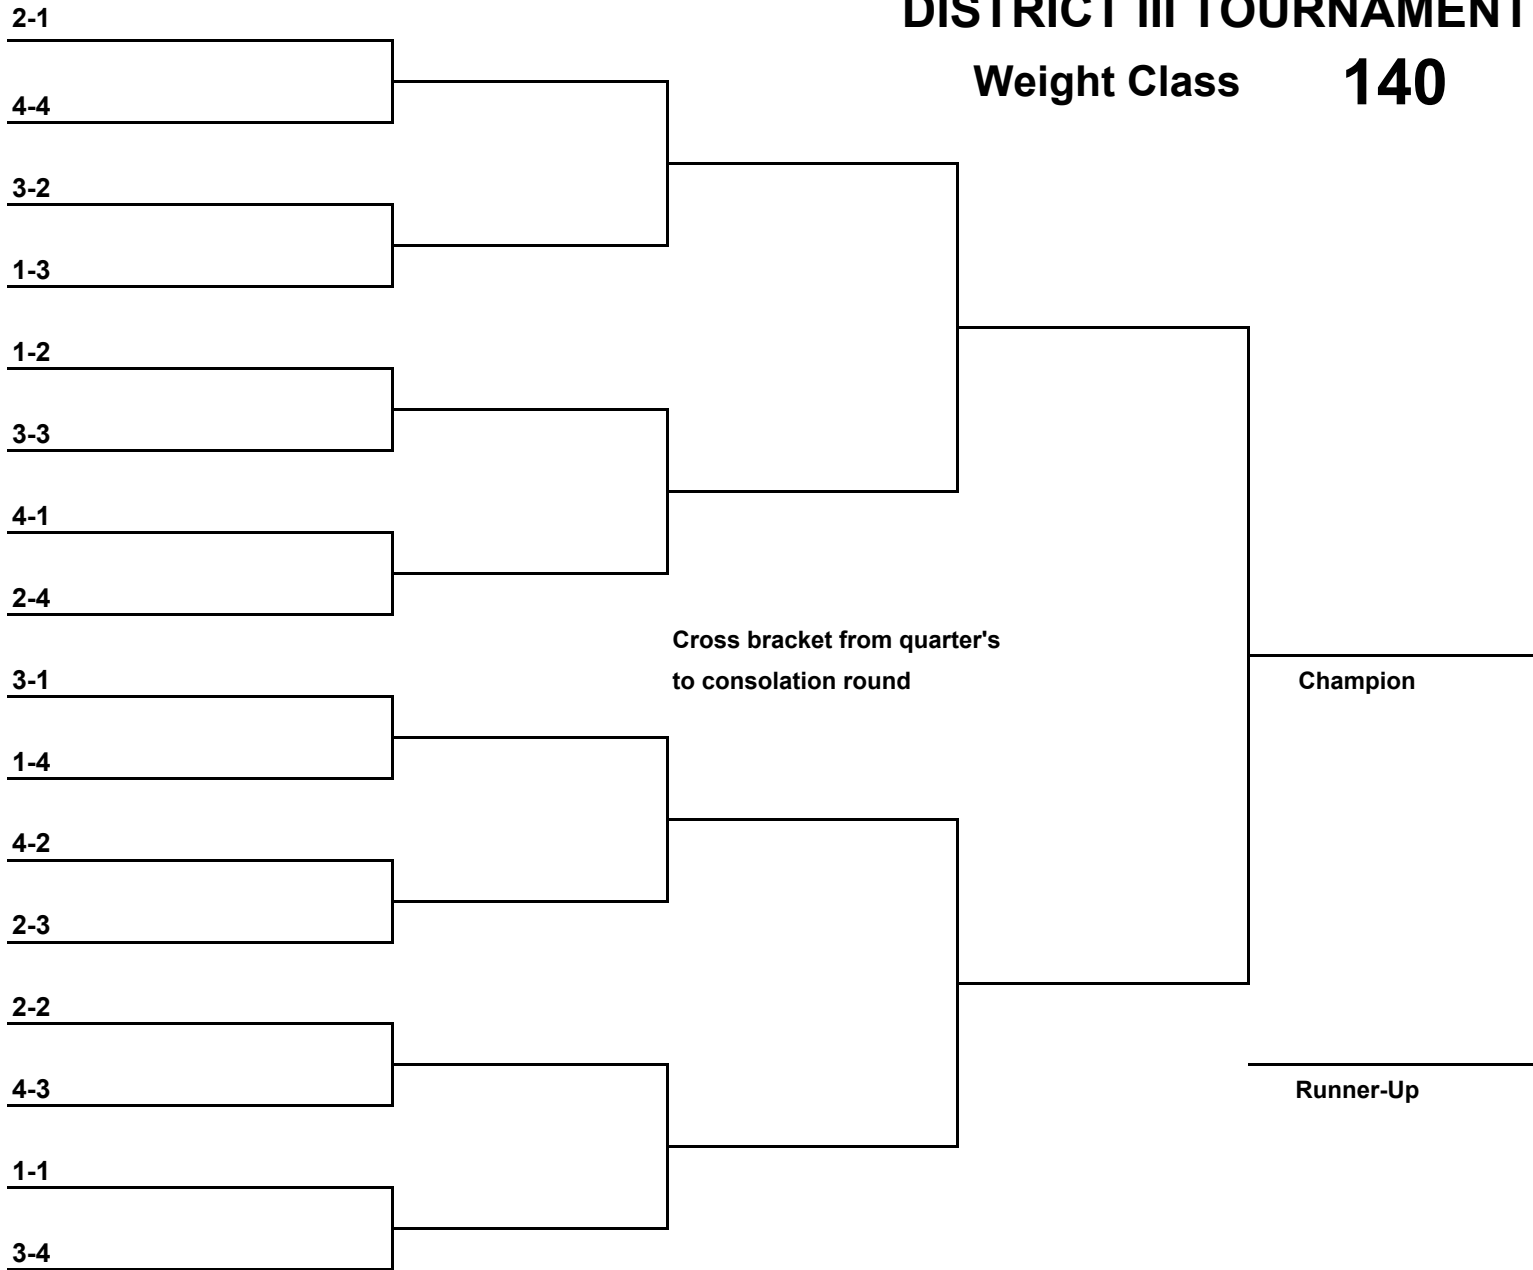 DISTRICT III TOURNAMENT
Weight Class 140
2-1
4-4
3-2
1-3
1-2
3-3
4-1
2-4
3-1
1-4
4-2
2-3
2-2
4-3
1-1
3-4
Cross bracket from quarter's
to consolation round
Champion
Runner-Up